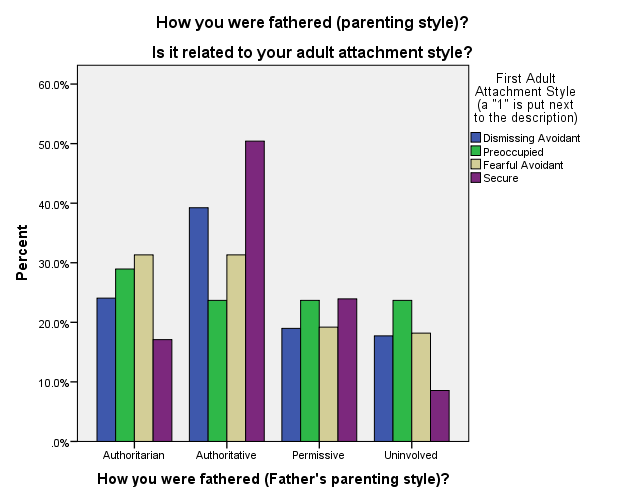 How you were fathered (parenting style)?
Is it related to your adult attachment style?
60.0%
50.0%
40.0%
30.0%
20.0%
10.0%
.0%
Percent
Authoritarian
Authoritative
Permissive
Uninvolved
How you were fathered (Father's parenting style)?
First Adult
Attachment Style
(a "1" is put next
to the description)
Dismissing Avoidant
Preoccupied
Fearful Avoidant
Secure